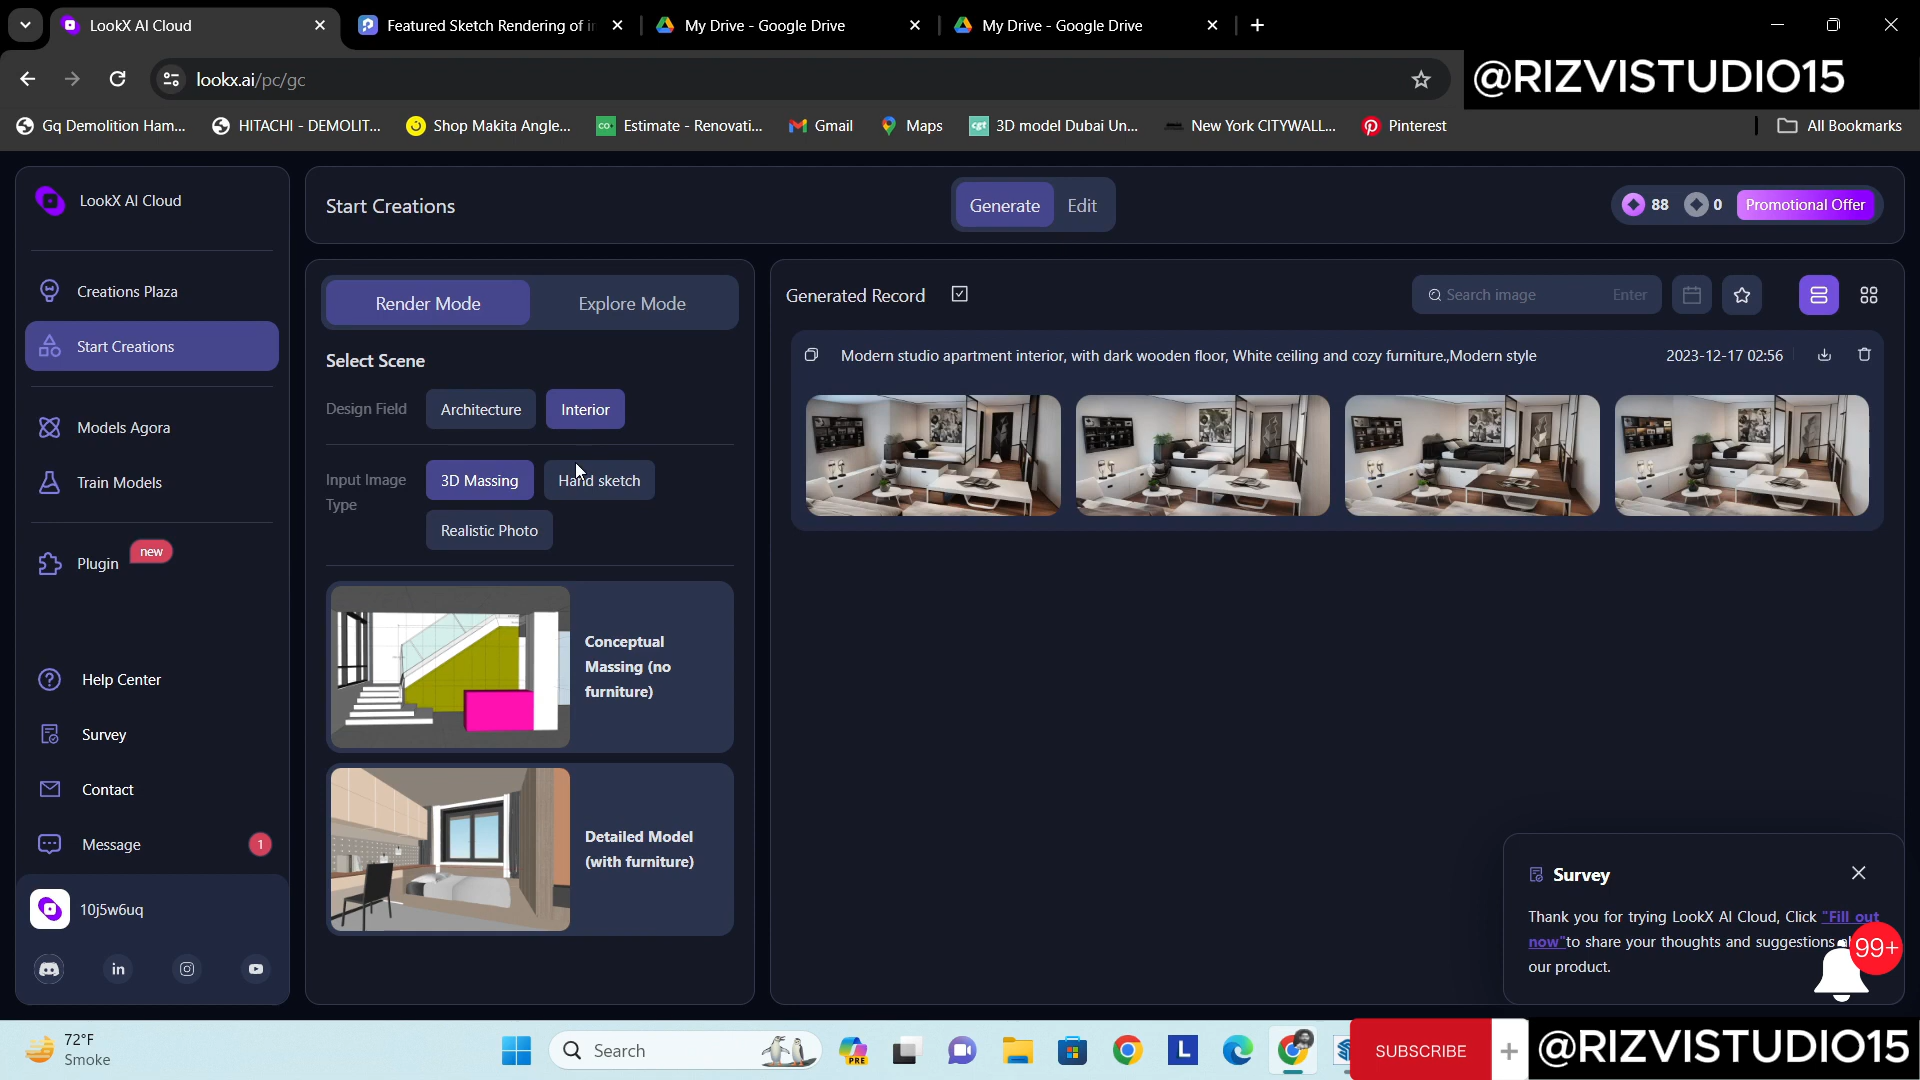 LookX AI Cloud
Featured Sketch Rendering of in
My Drive - Google Drive
My Drive - Google Drive
lookx.ai/pc/gc
@RIZVISTUDIO15
Gq Demolition Ham...
HITACHI - DEMOLIT...
Shop Makita Angle...
Estimate - Renovati...
Gmail
Maps
3D model Dubai Un...
New York CITYWALL...
Pinterest
All Bookmarks
LookX AI Cloud
Start Creations
Generate
Edit
88
0
Promotional Offer
Creations Plaza
Start Creations
Models Agora
Train Models
Plugin
new
Help Center
Survey
Contact
Message
1
10j5w6uq
Render Mode
Explore Mode
Select Scene
Design Field
Architecture
Interior
Input Image
Type
3D Massing
Hand sketch
Realistic Photo
Conceptual
Massing (no
furniture)
Detailed Model
(with furniture)
Generated Record
Search image
Enter
Modern studio apartment interior, with dark wooden floor, White ceiling and cozy furniture.,Modern style
2023-12-17 02:56
Survey
Thank you for trying LookX AI Cloud, Click "Fill out
now"to share your thoughts and suggestions
our product.
99+
72°F
Smoke
Search
PRE
L
SUBSCRIBE
@RIZVISTUDIO15